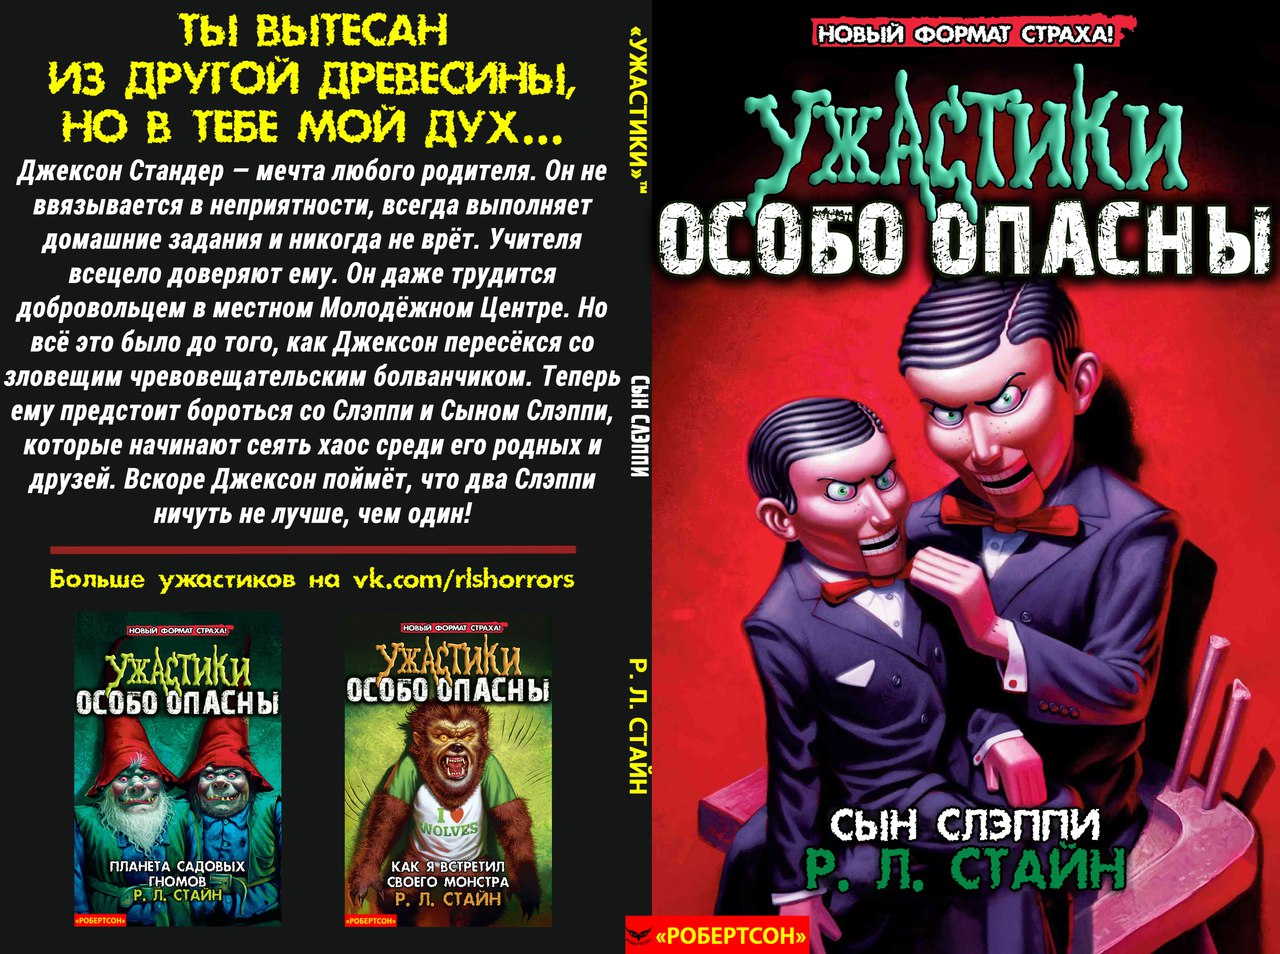 ТЫ ВЫТЕСАН
ИЗ ДРУГОЙ ДРЕВЕСИНЫ,
НО В ТЕБЕ МОЙ ДУХ...
Джексон Стандер — мечта любого родителя. Он не
ввязывается в неприятности, всегда выполняет
домашние задания и никогда не врёт. Учителя
всецело доверяют ему. Он даже трудится
добровольцем в местном Молодёжном Центре. Но
всё это было до того, как Джексон пересёкся со
зловещим чревовещательским болванчиком. Теперь
ему предстоит бороться со Слэппи и Сыном Слэппи,
которые начинают сеять хаос среди его родных и
друзей. Вскоре Джексон поймёт, что два Слэппи
ничуть не лучше, чем один!
Больше ужастиков на vk.com/rlshorrors
НОВЫЙ ФОРМАТ СТРАХА!
УЖАСТИКИ
ОСОБО ОПАСНЫ
ПЛАНЕТА САДОВЫХ
ГНОМОВ
Р. Л. СТАЙН
«РОБЕРТСОН»
НОВЫЙ ФОРМАТ СТРАХА!
УЖАСТИКИ
ОСОБО ОПАСНЫ
I
WOLVES
КАК Я ВСТРЕТИЛ
СВОЕГО МОНСТРА
Р. Л. СТАЙН
«РОБЕРТСОН»
«УЖАСТИКИ»™
СЫН СЛЭППИ
Р. Л. СТАЙН
НОВЫЙ ФОРМАТ СТРАХА!
УЖАСТИКИ
ОСОБО ОПАСНЫ
СЫН СЛЭППИ
Р. Л. СТАЙН
«РОБЕРТСОН»